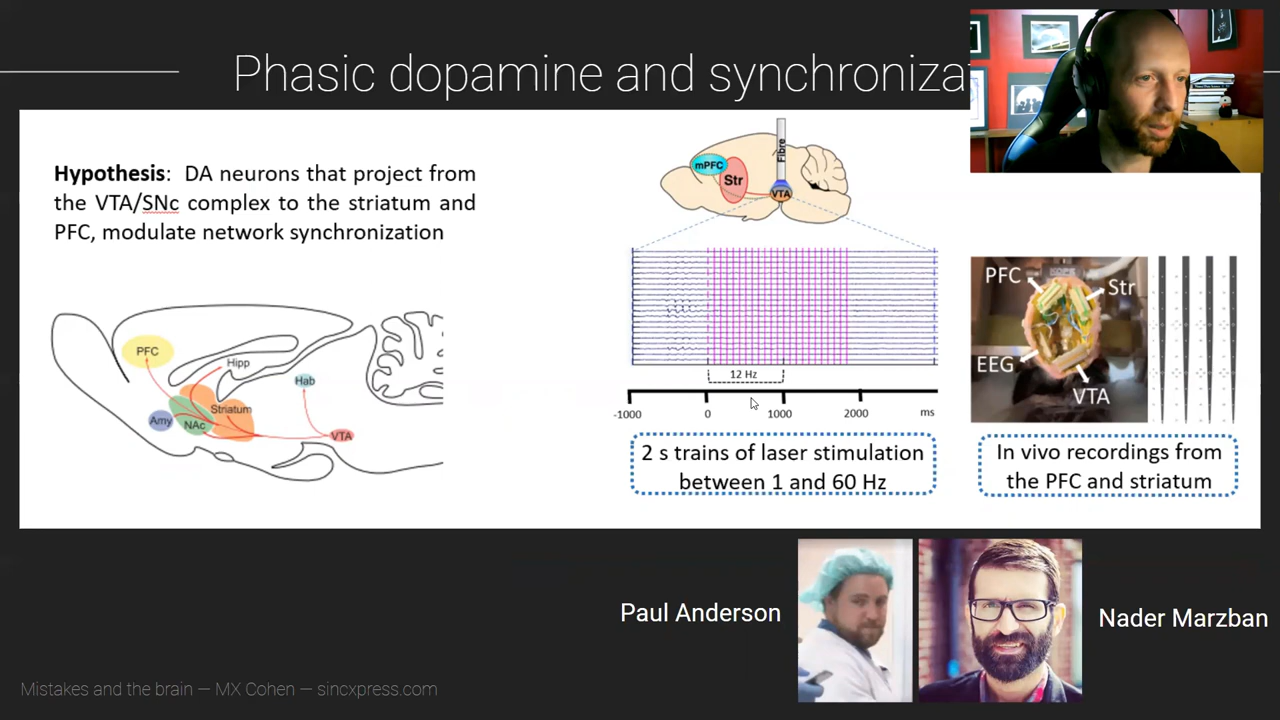 Phasic dopamine and synchroniza
Hypothesis: DA neurons that project from
the VTA/SNc complex to the striatum and
PFC, modulate network synchronization
PFC
Hipp
Hab
Striatum
Amy
NAc
VTA
Fibre
mPFC
Str
VTA
12 Hz
-1000 0 1000 2000 ms
2 s trains of laser stimulation
between 1 and 60 Hz
PFC
Str
EEG
VTA
In vivo recordings from
the PFC and striatum
Paul Anderson
Nader Marzban
Mistakes and the brain — MX Cohen — sincxpress.com